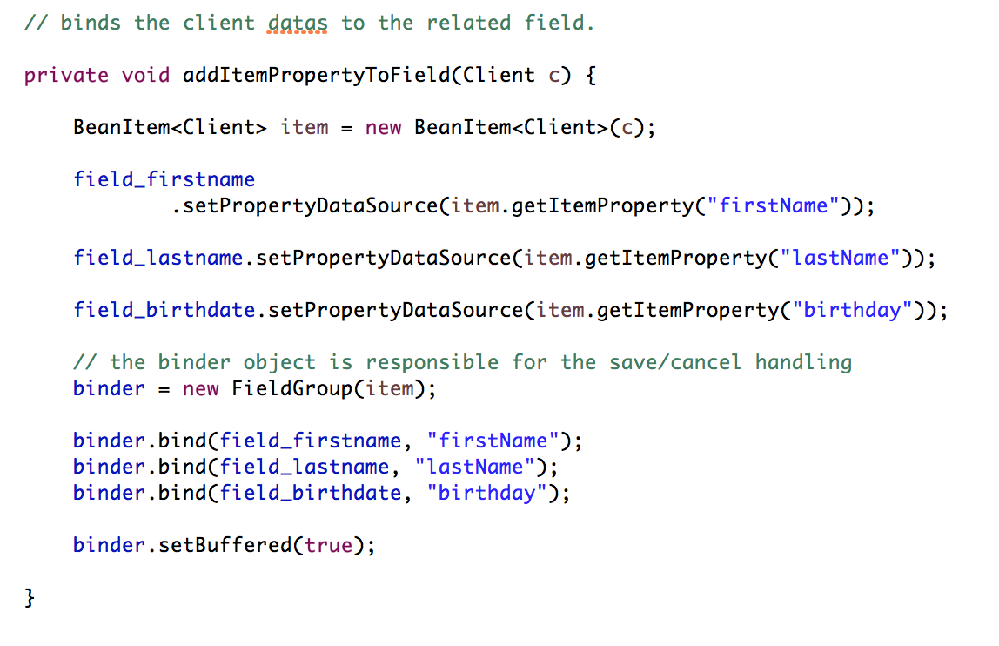 // binds the client datas to the related field.
private void addItemPropertyToField(Client c) {
BeanItem<Client> item = new BeanItem<Client>(c);
field_firstname
.setPropertyDataSource(item.getItemProperty("firstName"));
field_lastname.setPropertyDataSource(item.getItemProperty("lastName"));
field_birthdate.setPropertyDataSource(item.getItemProperty("birthday"));
// the binder object is responsible for the save/cancel handling
binder = new FieldGroup(item);
binder.bind(field_firstname, "firstName");
binder.bind(field_lastname, "lastName");
binder.bind(field_birthdate, "birthday");
binder.setBuffered(true);
}